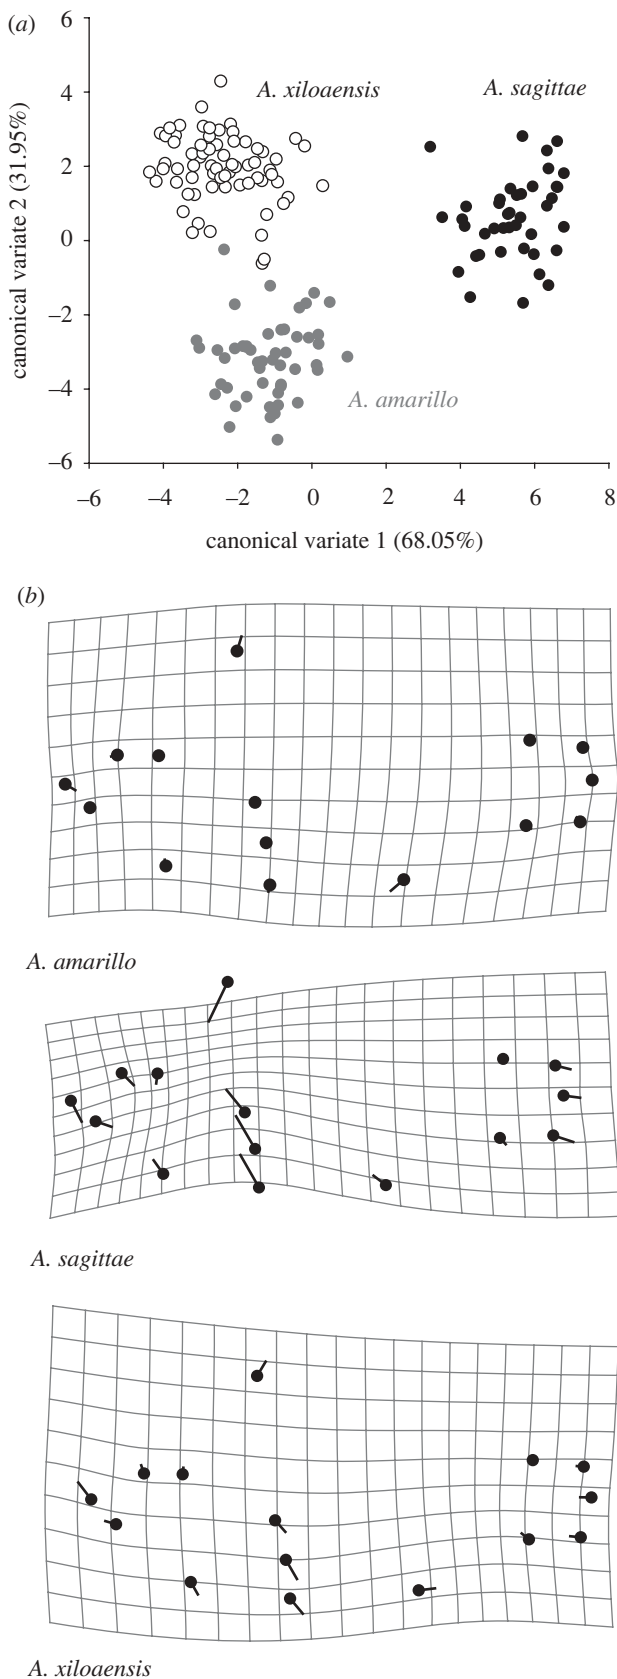 (a)
6
A. xiloaensis
A. sagittae
4
2
0
−2
−4
−6
A. amarillo
canonical variate 2 (31.95%)
−6 −4 −2 0 2 4 6 8
canonical variate 1 (68.05%)
(b)
A. amarillo
A. sagittae
A. xiloaensis